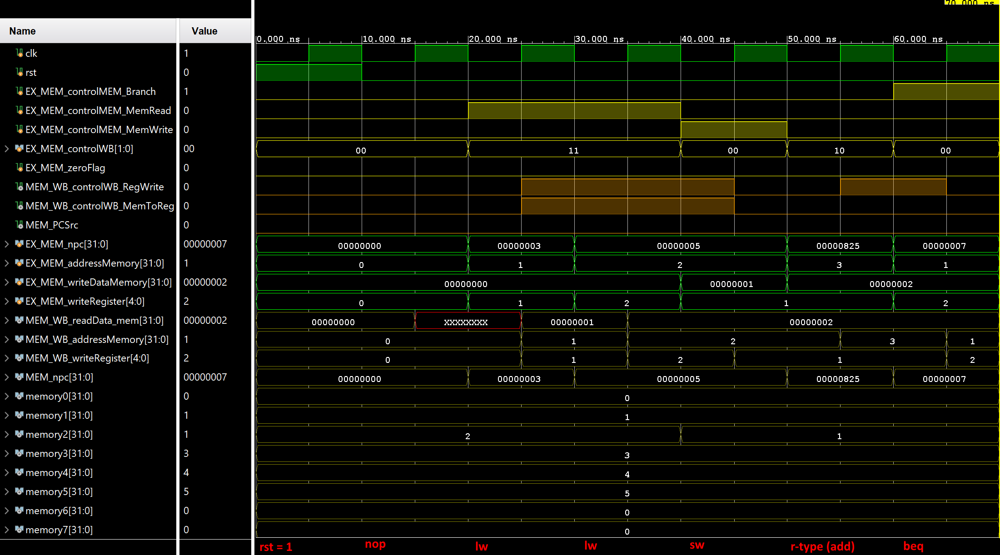 70.000 ns
Name Value
0.000 ns 10.000 ns 20.000 ns 30.000 ns 40.000 ns 50.000 ns 60.000 ns
clk 1
rst 0
EX_MEM_controlMEM_Branch 1
EX_MEM_controlMEM_MemRead 0
EX_MEM_controlMEM_MemWrite 0
EX_MEM_controlWB[1:0] 00 00 11 00 10 00
EX_MEM_zeroFlag 0
MEM_WB_controlWB_RegWrite 0
MEM_WB_controlWB_MemToReg 0
MEM_PCSrc 0
EX_MEM_npc[31:0] 00000007 00000000 00000003 00000005 00000825 00000007
EX_MEM_addressMemory[31:0] 1 0 1 2 3 1
EX_MEM_writeDataMemory[31:0] 00000002 00000000 00000001 00000002
EX_MEM_writeRegister[4:0] 2 0 1 2 1 2
MEM_WB_readData_mem[31:0] 00000002 00000000 XXXXXXXX 00000001 00000002
MEM_WB_addressMemory[31:0] 1 0 1 2 3 1
MEM_WB_writeRegister[4:0] 2 0 1 2 1 2
MEM_npc[31:0] 00000007 00000000 00000003 00000005 00000825 00000007
memory0[31:0] 0 0
memory1[31:0] 1 1
memory2[31:0] 1 2 1
memory3[31:0] 3 3
memory4[31:0] 4 4
memory5[31:0] 5 5
memory6[31:0] 0 0
memory7[31:0] 0 0
rst = 1 nop lw lw sw r-type (add) beq